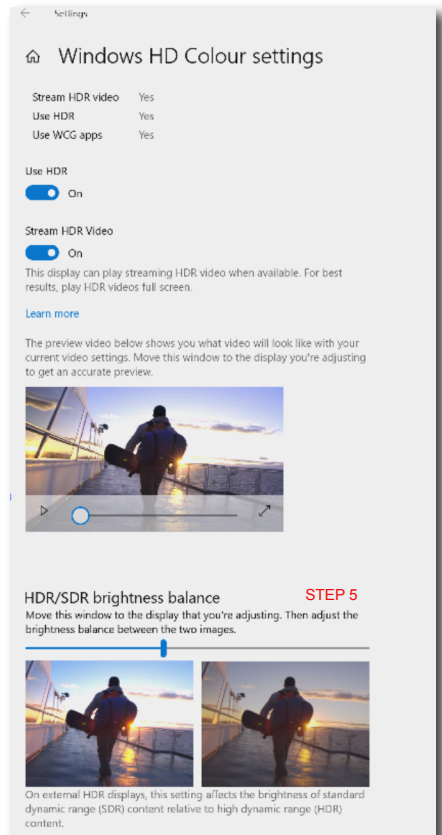 Settings
Windows HD Colour settings
Stream HDR video Yes
Use HDR Yes
Use WCG apps Yes
Use HDR
On
Stream HDR Video
On
This display can play streaming HDR video when available. For best
results, play HDR videos full screen.
Learn more
The preview video below shows you what video will look like with your
current video settings. Move this window to the display you're adjusting
to get an accurate preview.
HDR/SDR brightness balance STEP 5
Move this window to the display that you're adjusting. Then adjust the
brightness balance between the two images.
On external HDR displays, this setting affects the brightness of standard
dynamic range (SDR) content relative to high dynamic range (HDR)
content.